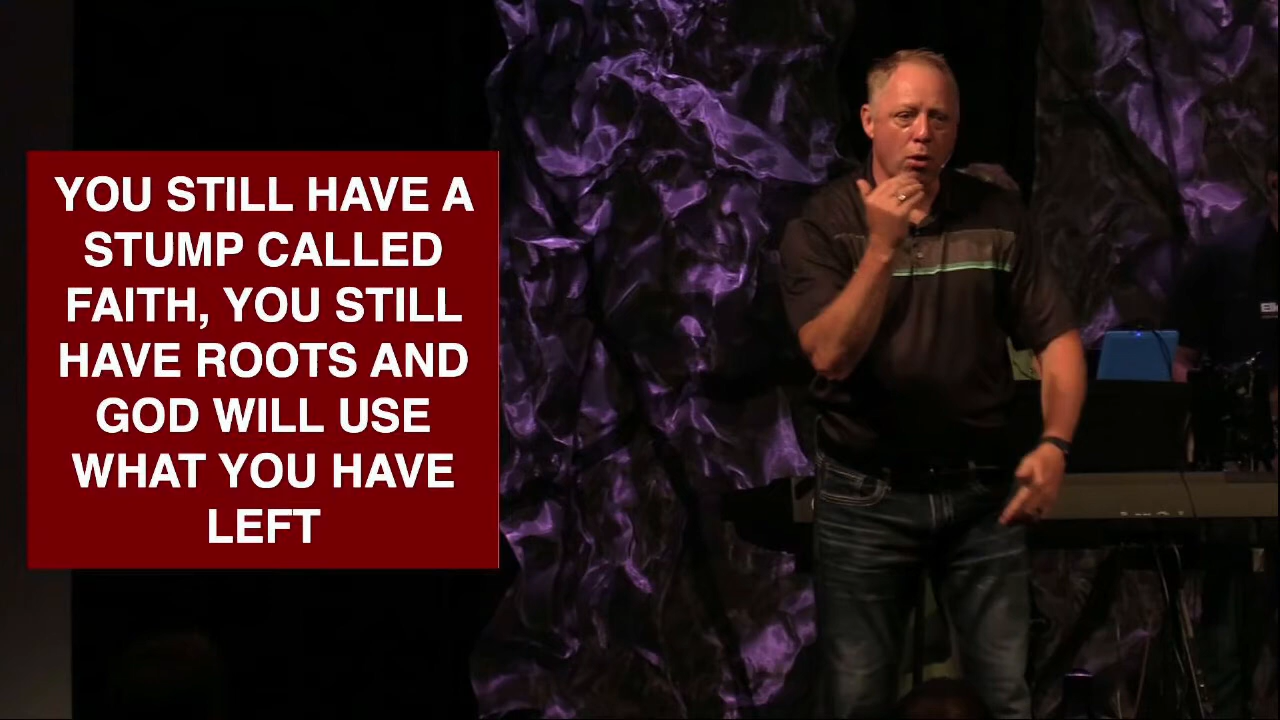 YOU STILL HAVE A
STUMP CALLED
FAITH, YOU STILL
HAVE ROOTS AND
GOD WILL USE
WHAT YOU HAVE
LEFT